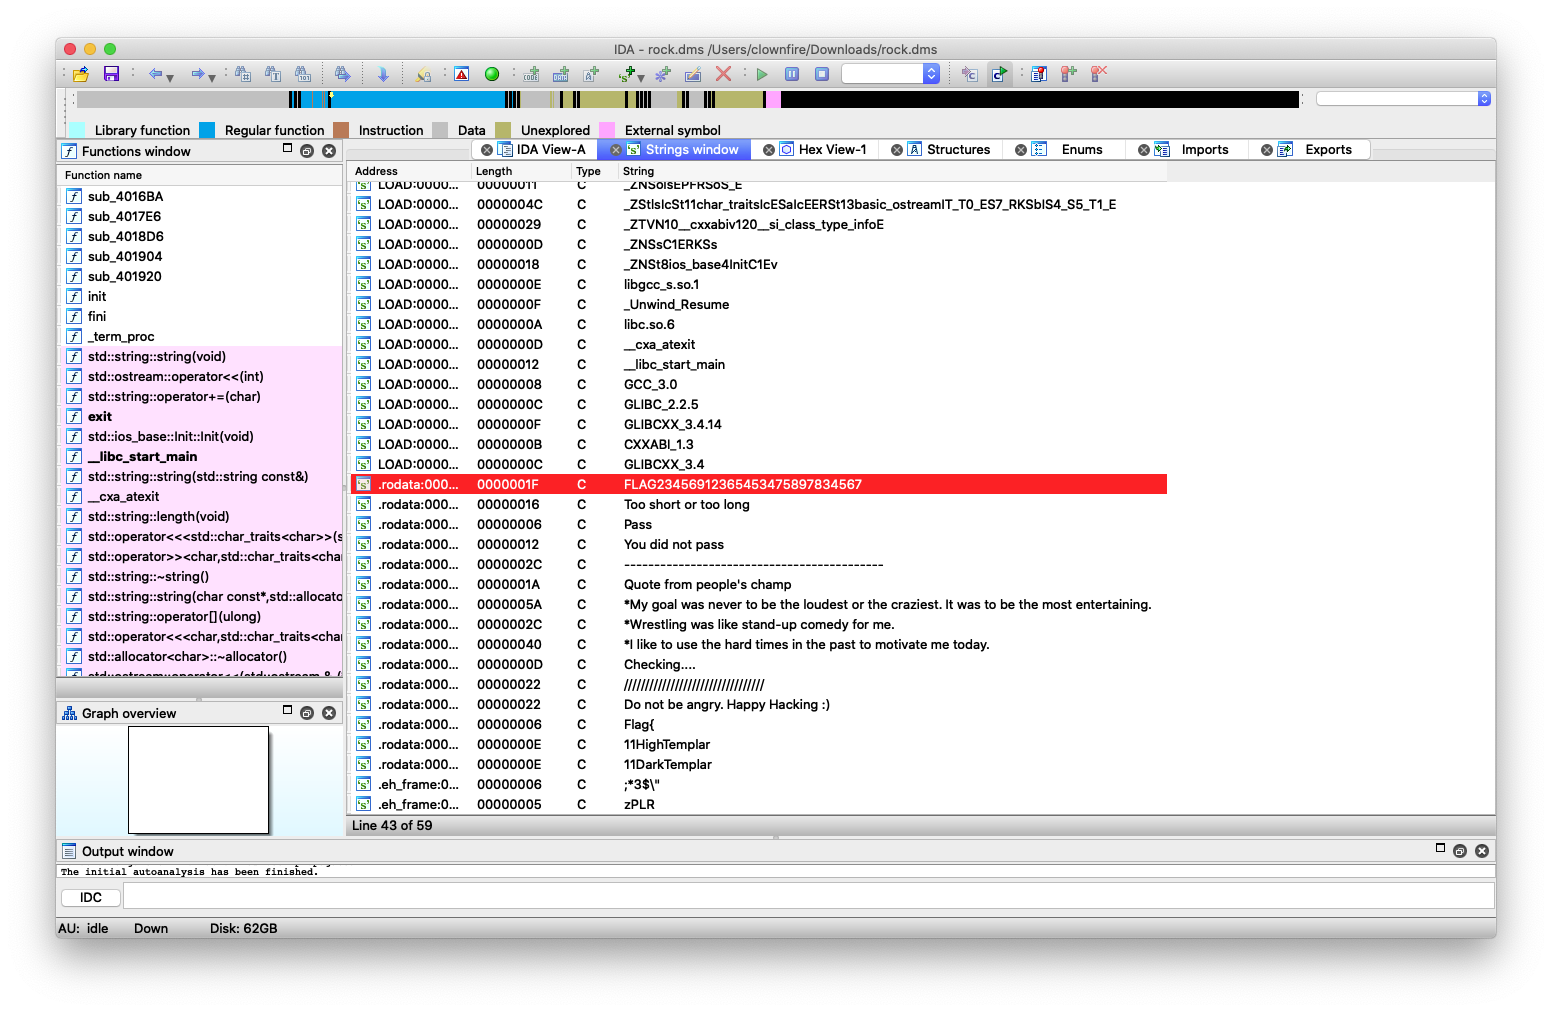 IDA - rock.dms /Users/clownfire/Downloads/rock.dms
Library function Regular function Instruction Data Unexplored External symbol
Functions window
IDA View-A Strings window Hex View-1 Structures Enums Imports Exports
Function name
sub_4016BA
sub_4017E6
sub_4018D6
sub_401904
sub_401920
init
fini
_term_proc
std::string::string(void)
std::ostream::operator<<(int)
std::string::operator+=(char)
exit
std::ios_base::Init::Init(void)
__libc_start_main
std::string::string(std::string const&)
__cxa_atexit
std::string::length(void)
std::operator<<<std::char_traits<char>>(s
std::operator>><char,std::char_traits<cha
std::string::~string()
std::string::string(char const*,std::allocato
std::string::operator[](ulong)
std::operator<<<char,std::char_traits<char
std::allocator<char>::~allocator()
Address Length Type String
LOAD:0000... 00000011 C _ZNSolsEPFRSoS_E
LOAD:0000... 0000004C C _ZStlsIcSt11char_traitsIcESaIcEERSt13basic_ostreamIT_T0_ES7_RKSbIS4_S5_T1_E
LOAD:0000... 00000029 C _ZTVN10__cxxabiv120__si_class_type_infoE
LOAD:0000... 0000000D C _ZNSsC1ERKSs
LOAD:0000... 00000018 C _ZNSt8ios_base4InitC1Ev
LOAD:0000... 0000000E C libgcc_s.so.1
LOAD:0000... 0000000F C _Unwind_Resume
LOAD:0000... 0000000A C libc.so.6
LOAD:0000... 0000000D C __cxa_atexit
LOAD:0000... 00000012 C __libc_start_main
LOAD:0000... 00000008 C GCC_3.0
LOAD:0000... 0000000C C GLIBC_2.2.5
LOAD:0000... 0000000F C GLIBCXX_3.4.14
LOAD:0000... 0000000B C CXXABI_1.3
LOAD:0000... 0000000C C GLIBCXX_3.4
.rodata:000... 0000001F C FLAG23456912365453475897834567
.rodata:000... 00000016 C Too short or too long
.rodata:000... 00000006 C Pass
.rodata:000... 00000012 C You did not pass
.rodata:000... 0000002C C -------------------------------------------
.rodata:000... 0000001A C Quote from people's champ
.rodata:000... 0000005A C *My goal was never to be the loudest or the craziest. It was to be the most entertaining.
.rodata:000... 0000002C C *Wrestling was like stand-up comedy for me.
.rodata:000... 00000040 C *I like to use the hard times in the past to motivate me today.
.rodata:000... 0000000D C Checking....
.rodata:000... 00000022 C /////////////////////////////////
.rodata:000... 00000022 C Do not be angry. Happy Hacking :)
.rodata:000... 00000006 C Flag{
.rodata:000... 0000000E C 11HighTemplar
.rodata:000... 0000000E C 11DarkTemplar
.eh_frame:0... 00000006 C ;*3$\"
.eh_frame:0... 00000005 C zPLR
Line 43 of 59
Graph overview
Output window
The initial autoanalysis has been finished.
IDC
AU: idle Down Disk: 62GB